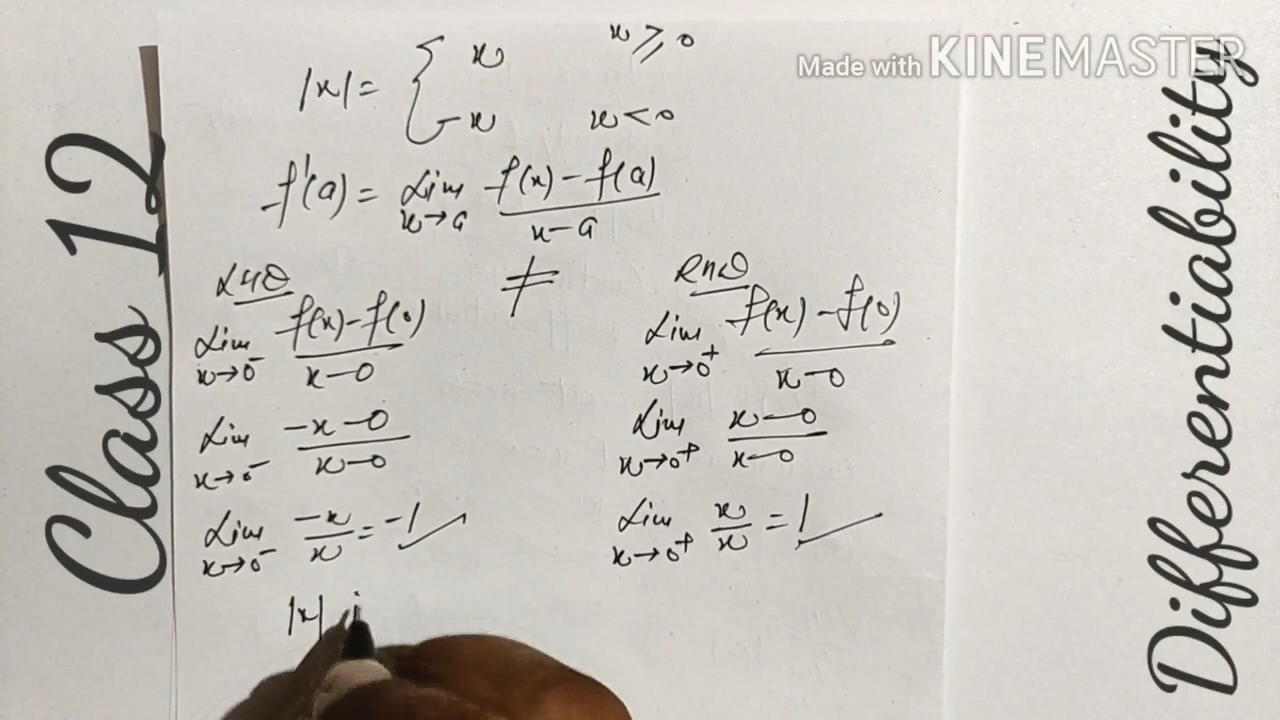 Made with KINEMASTER
Class 12
Differentiability
|x| = { x x ≥ 0
-x x < 0
f'(a) = Lim x→a f(x) - f(a) / x - a
LHD ≠ RHD
Lim x→0⁻ f(x) - f(0) / x - 0
Lim x→0⁻ -x - 0 / x - 0
Lim x→0⁻ -x / x = -1 ✓
Lim x→0⁺ f(x) - f(0) / x - 0
Lim x→0⁺ x - 0 / x - 0
Lim x→0⁺ x / x = 1 ✓
|x| i